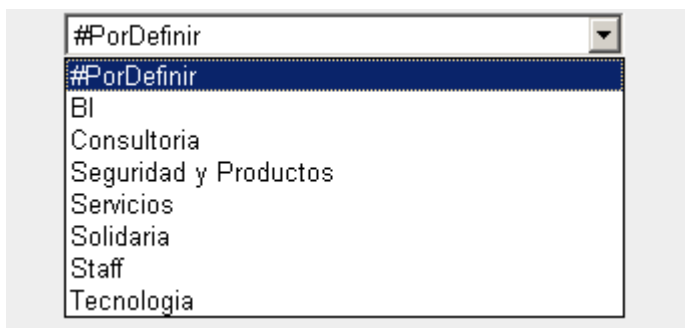 #PorDefinir
#PorDefinir
BI
Consultoria
Seguridad y Productos
Servicios
Solidaria
Staff
Tecnologia